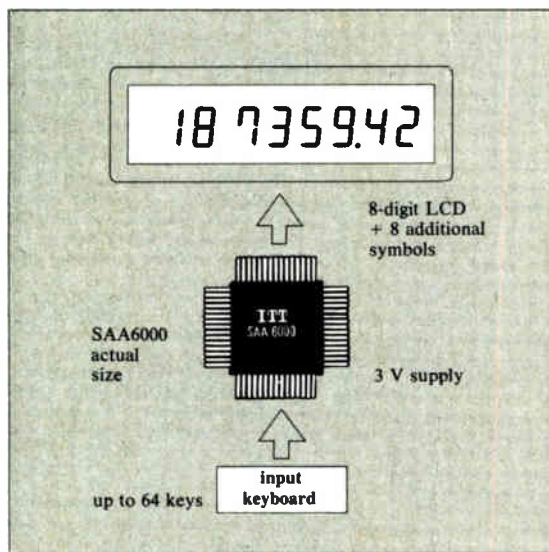 18 7359.42
8-digit LCD
+ 8 additional
symbols
ITT
SAA 6000
SAA6000
actual
size
3 V supply
input
keyboard
up to 64 keys